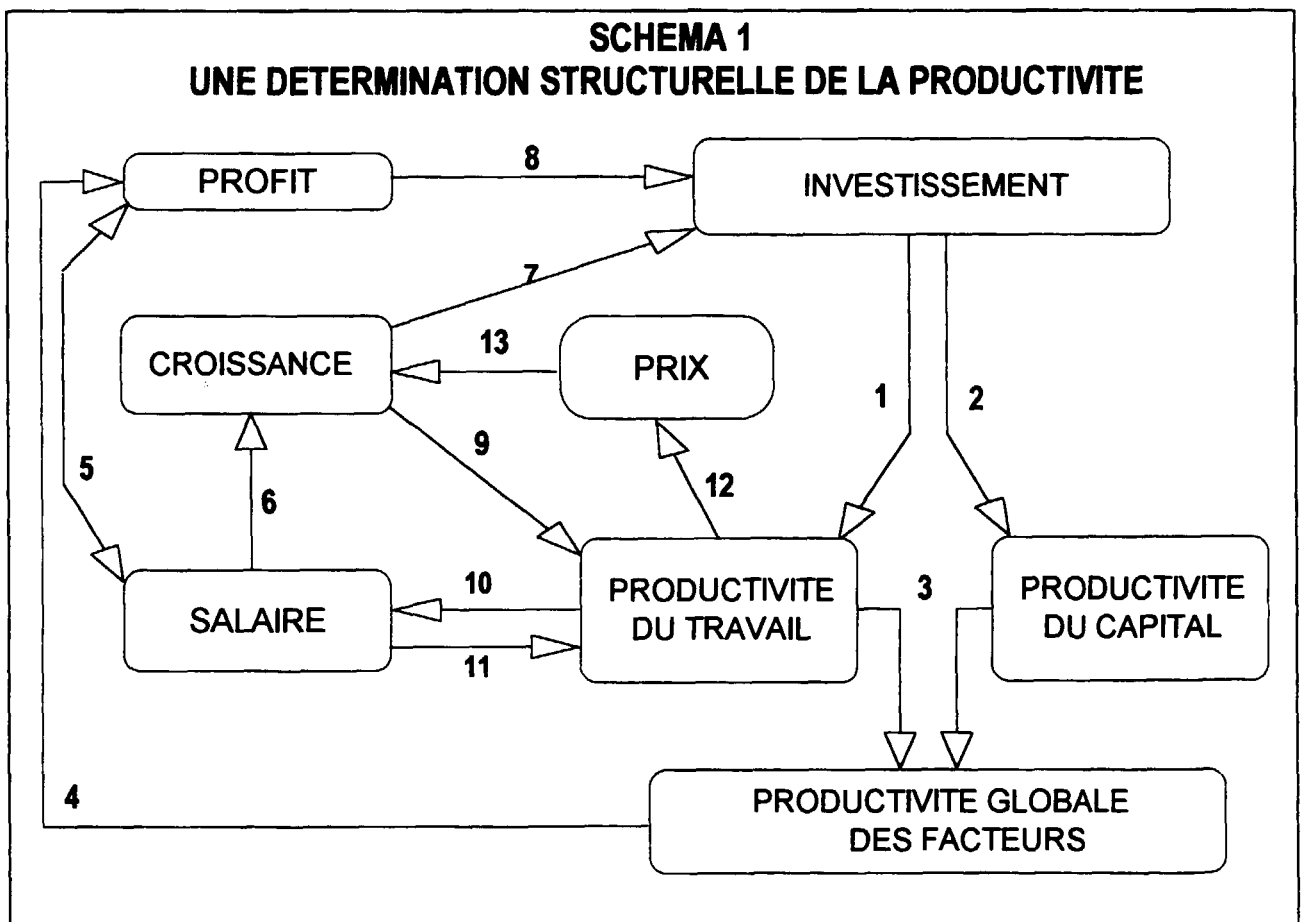 SCHEMA 1
UNE DETERMINATION STRUCTURELLE DE LA PRODUCTIVITE
PROFIT
8
INVESTISSEMENT
7
CROISSANCE
13
PRIX
1
2
5
6
9
12
SALAIRE
10
11
PRODUCTIVITE
DU TRAVAIL
3
PRODUCTIVITE
DU CAPITAL
4
PRODUCTIVITE GLOBALE
DES FACTEURS